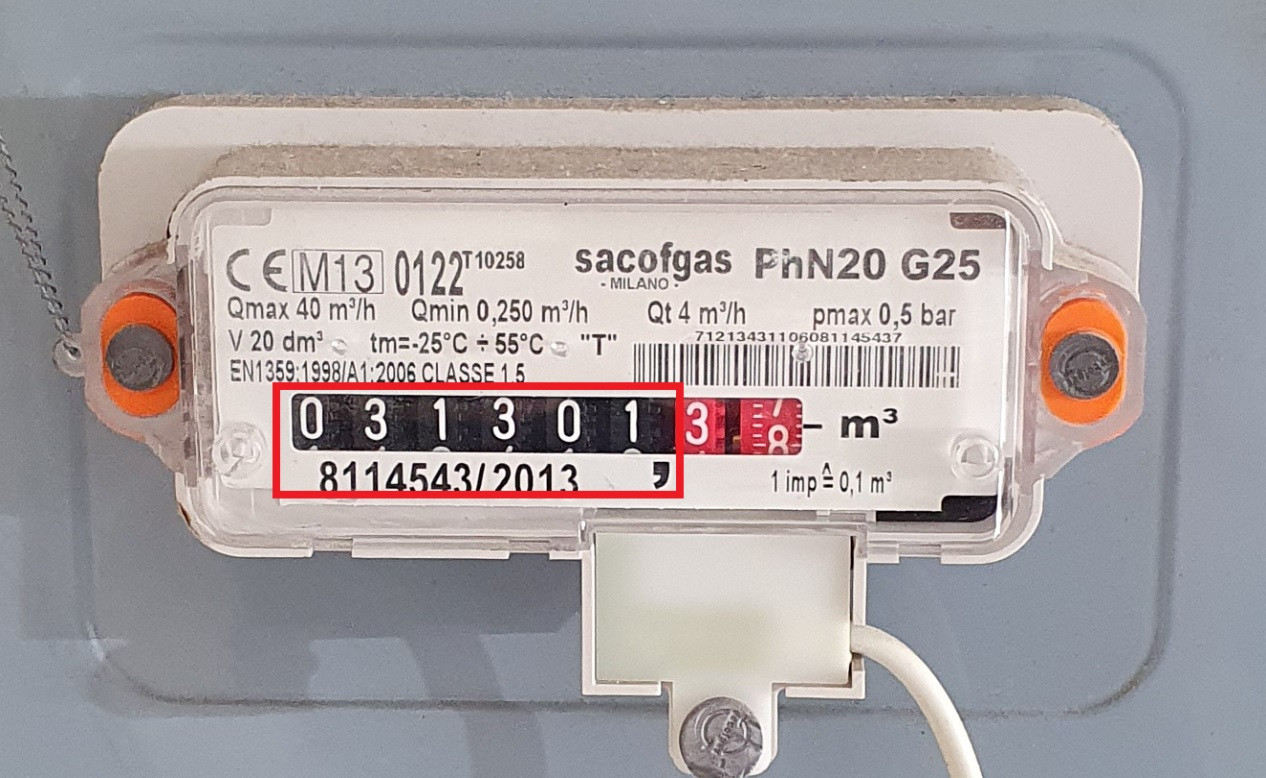 CE M13 0122 T10258 sacofgas PhN20 G25
- MILANO -
Qmax 40 m³/h Qmin 0,250 m³/h Qt 4 m³/h pmax 0,5 bar
V 20 dm³ tm=-25°C ÷ 55°C "T" 71213431106081145437
EN1359:1998/A1:2006 CLASSE 1.5
0 3 1 3 0 1 3 8 m³
8114543/2013 , 1 imp ≙ 0,1 m³